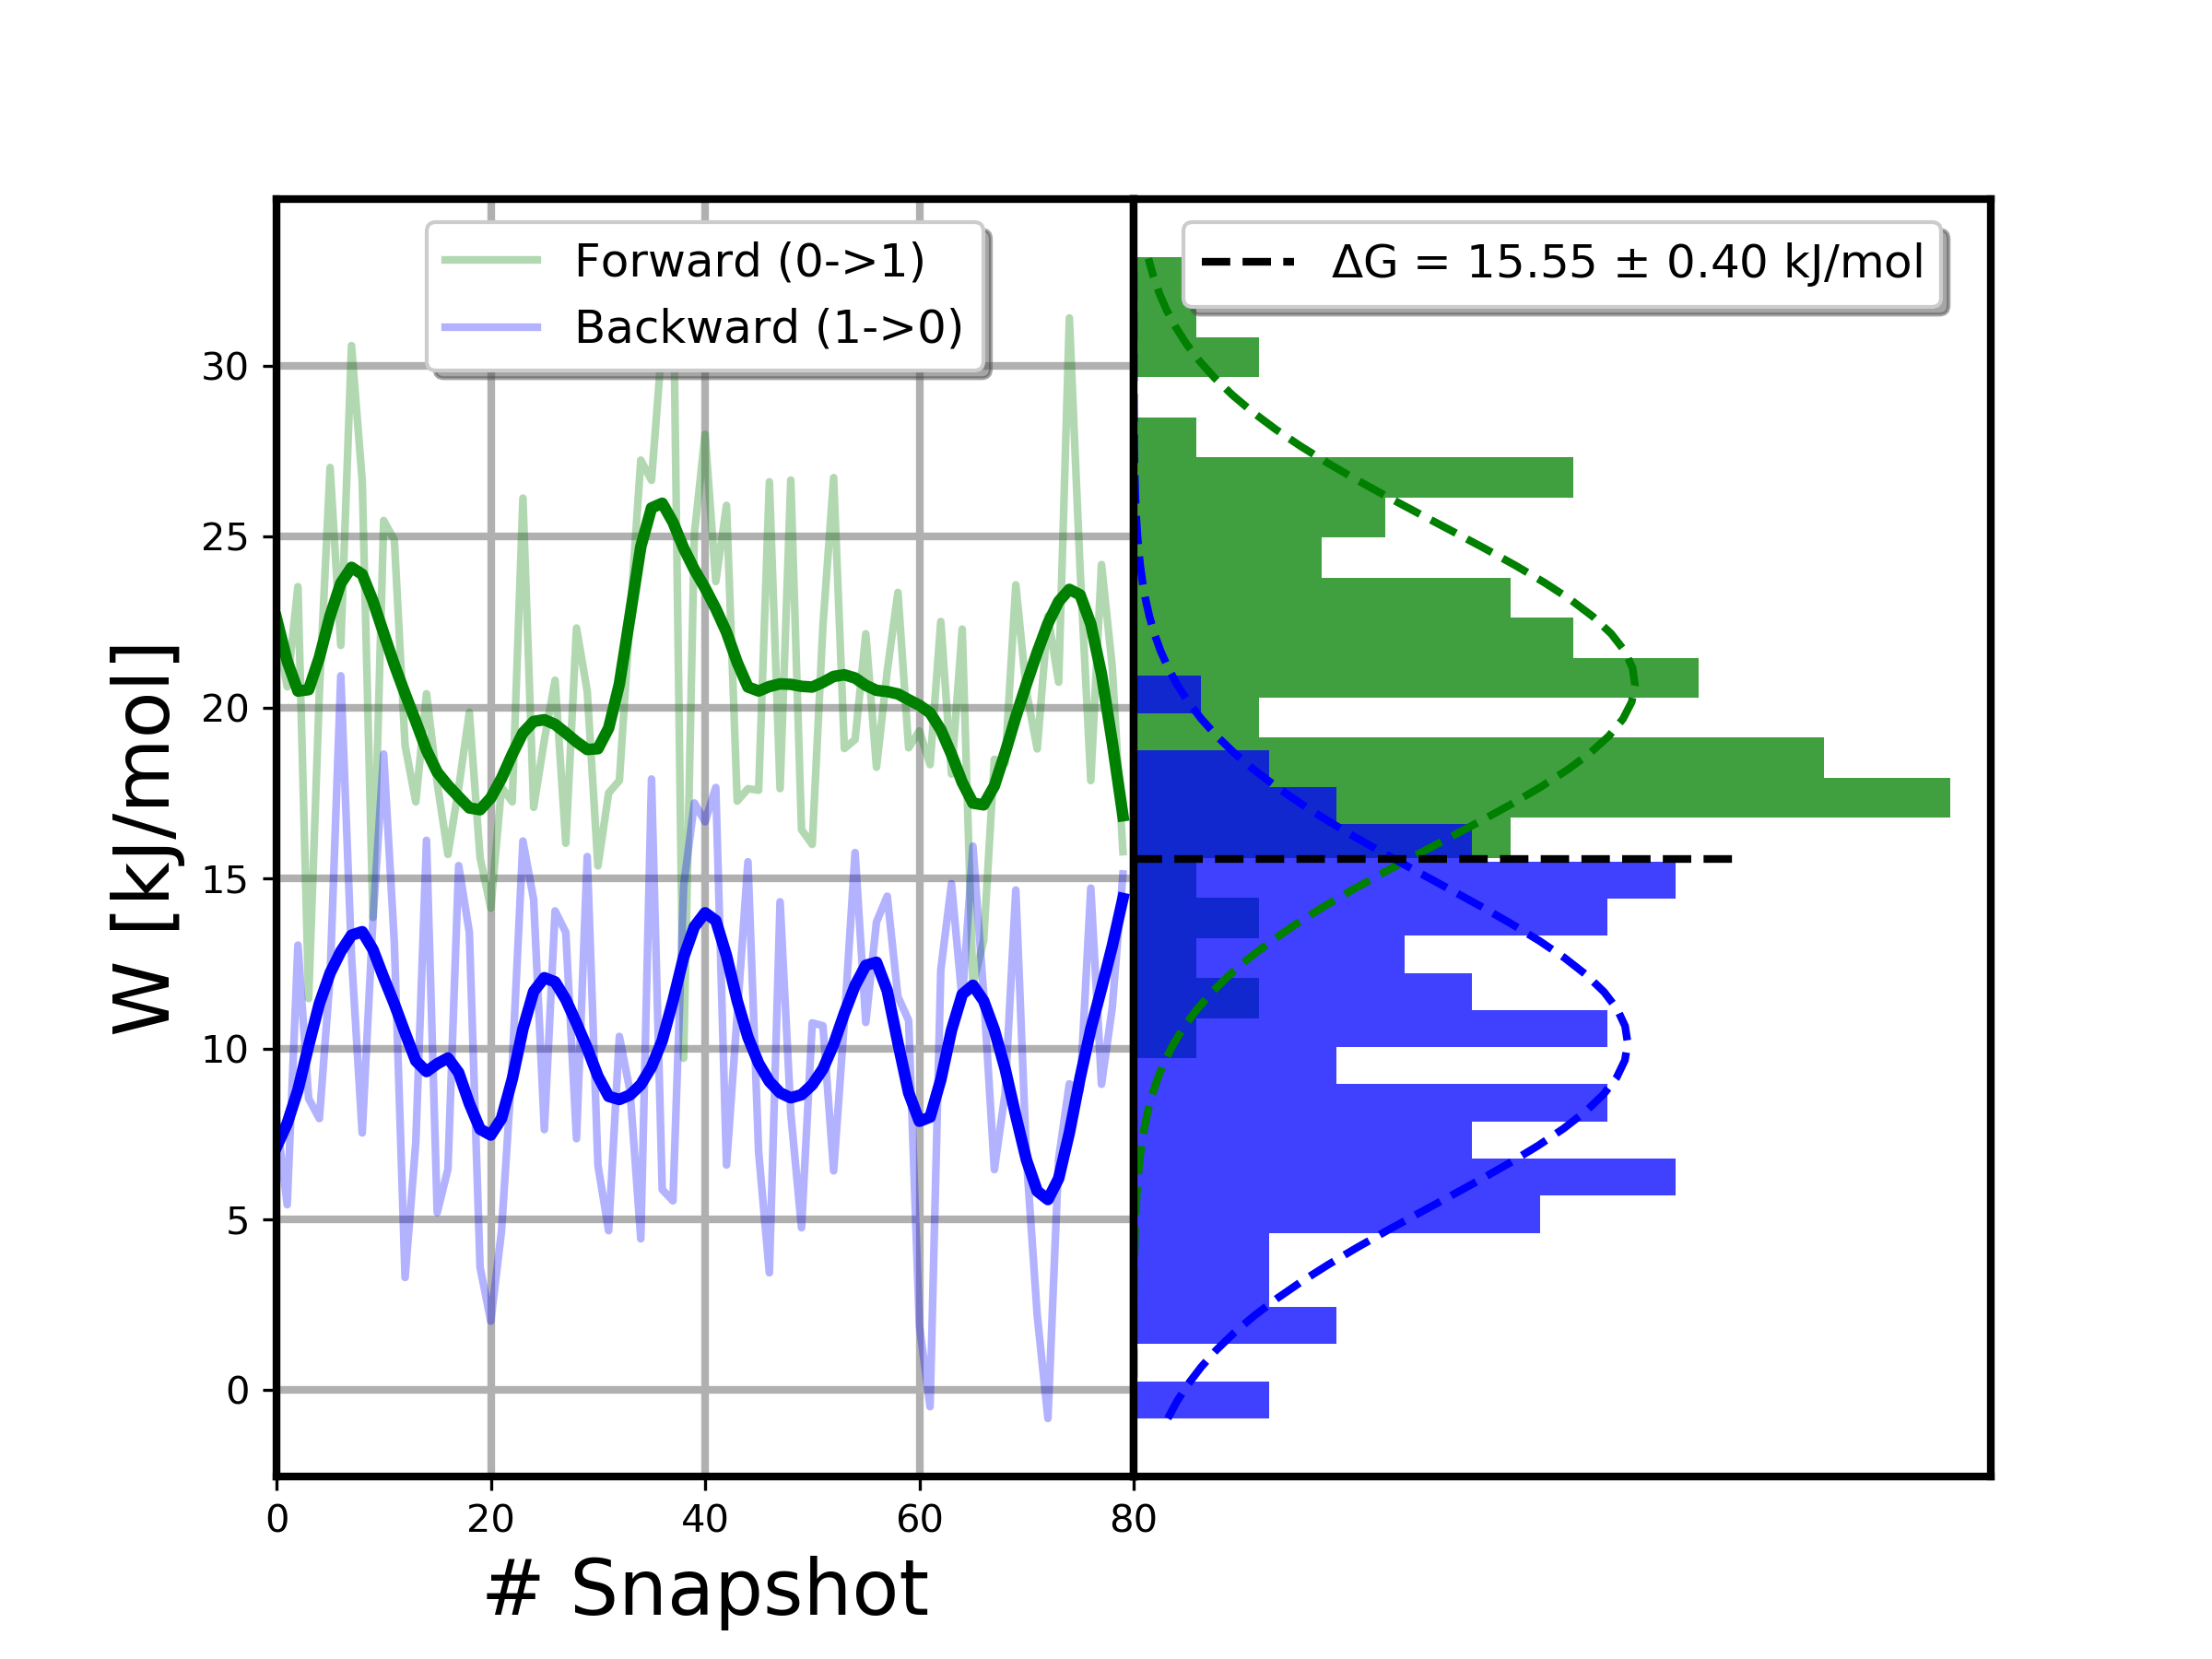 Forward (0->1)
Backward (1->0)
ΔG = 15.55 ± 0.40 kJ/mol
W [kJ/mol]
30
25
20
15
10
5
0
0 20 40 60 80
# Snapshot